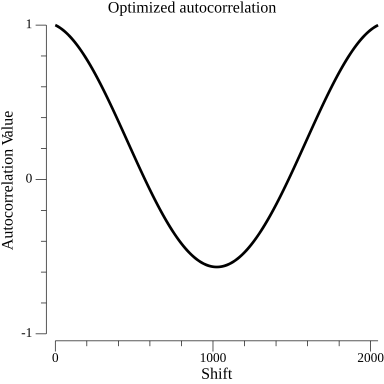 Optimized autocorrelation
1
0
-1
Autocorrelation Value
0
1000
2000
Shift